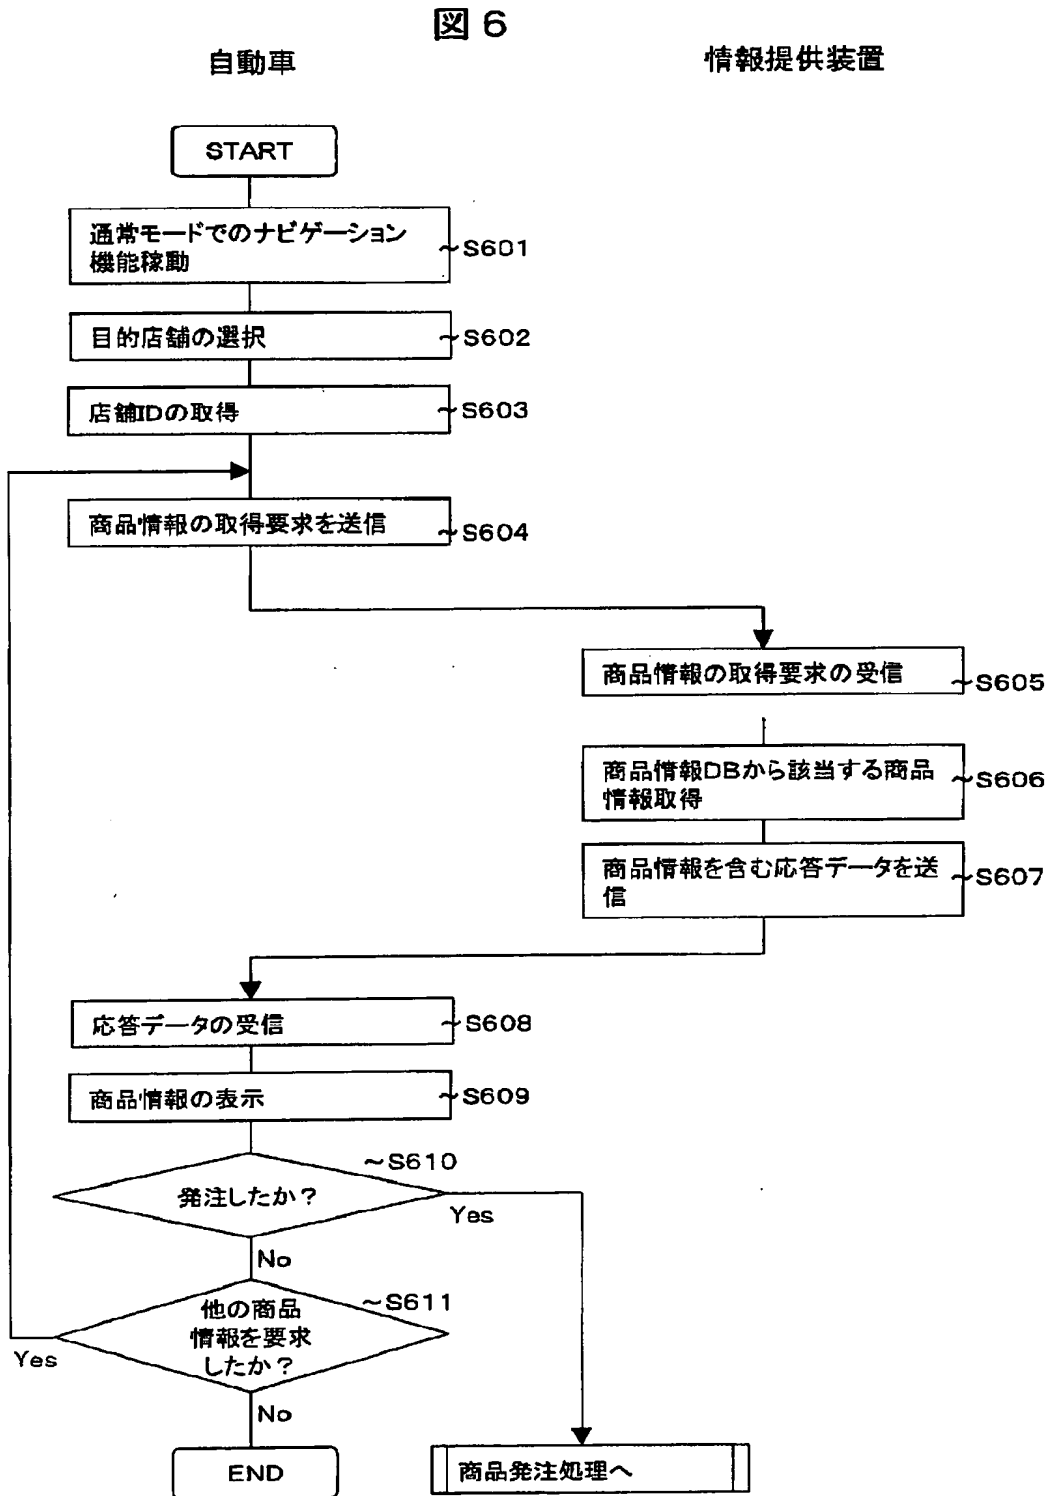 図 6
自動車
情報提供装置
START
通常モードでのナビゲーション
機能稼動
~S601
目的店舗の選択
~S602
店舗IDの取得
~S603
商品情報の取得要求を送信
~S604
商品情報の取得要求の受信
~S605
商品情報DBから該当する商品
情報取得
~S606
商品情報を含む応答データを送
信
~S607
応答データの受信
~S608
商品情報の表示
~S609
~S610
発注したか?
Yes
No
~S611
他の商品
情報を要求
したか?
Yes
No
END
商品発注処理へ